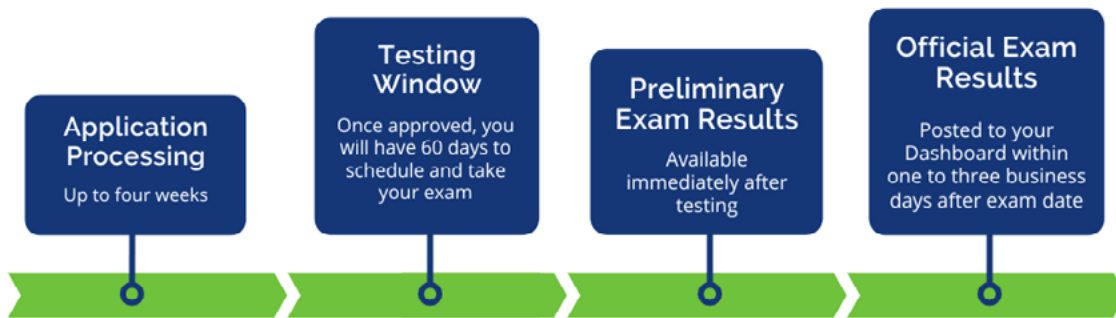 Application
Processing
Up to four weeks
Testing
Window
Once approved, you
will have 60 days to
schedule and take
your exam
Preliminary
Exam Results
Available
immediately after
testing
Official Exam
Results
Posted to your
Dashboard within
one to three business
days after exam date